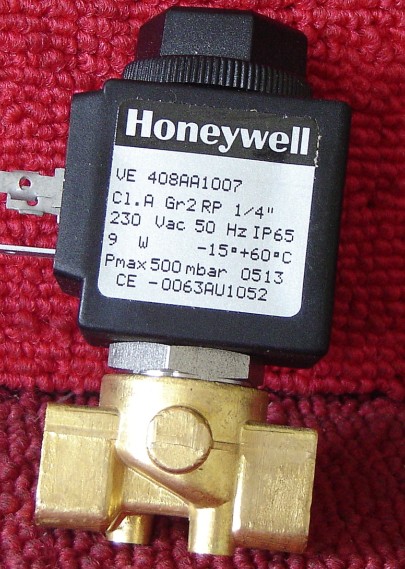 Honeywell
VE 408AA1007
Cl.A Gr2 RP 1/4"
230 Vac 50 Hz IP65
9 W -15°+60°C
Pmax 500 mbar 0513
CE -0063AU1052